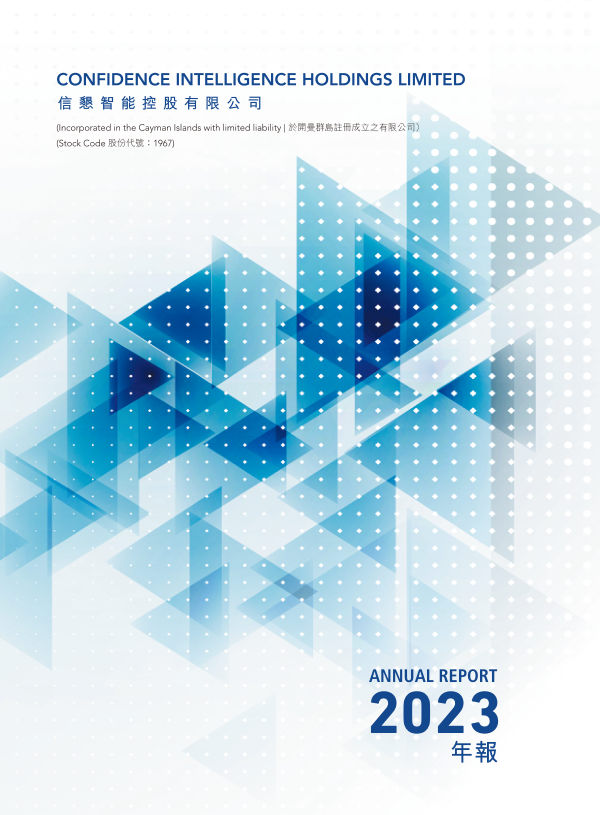 CONFIDENCE INTELLIGENCE HOLDINGS LIMITED
信懇智能控股有限公司
(Incorporated in the Cayman Islands with limited liability | 於開曼群島註冊成立之有限公司)
(Stock Code 股份代號：1967)
ANNUAL REPORT
2023
年報